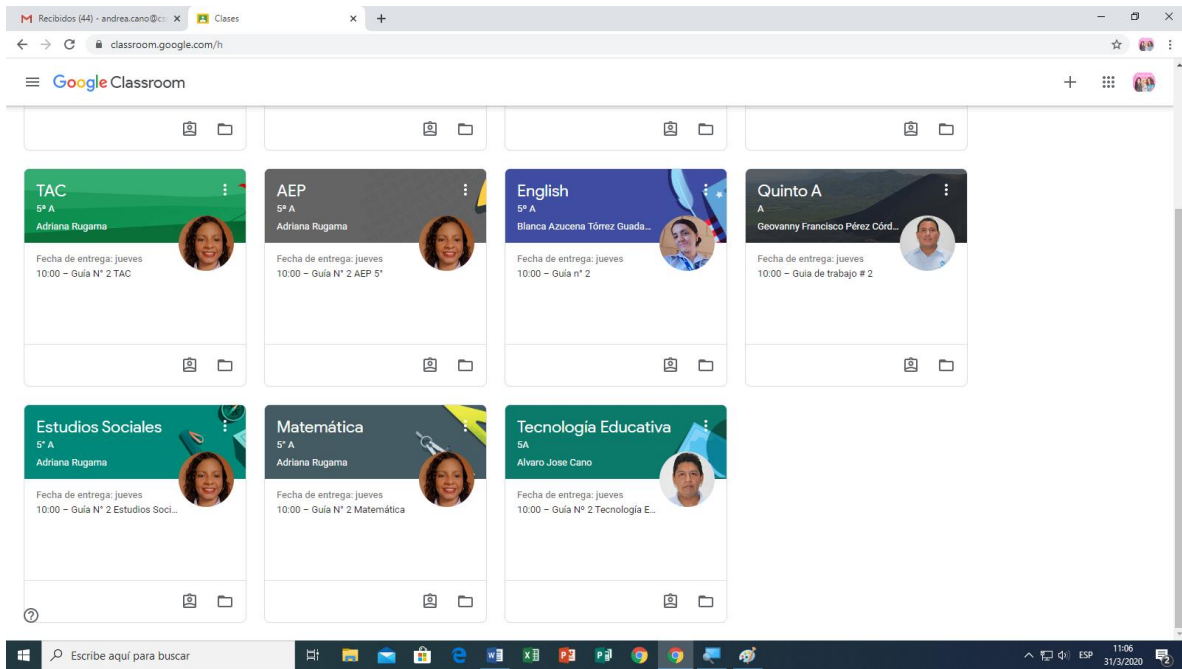 Recibidos (44) - andrea.cano@cs
Clases
classroom.google.com/h
Google Classroom
TAC
5ª A
Adriana Rugama
Fecha de entrega: jueves
10:00 – Guía N° 2 TAC
AEP
5ª A
Adriana Rugama
Fecha de entrega: jueves
10:00 – Guía N° 2 AEP 5°
English
5º A
Blanca Azucena Tórrez Guada...
Fecha de entrega: jueves
10:00 – Guía n° 2
Quinto A
A
Geovanny Francisco Pérez Córd...
Fecha de entrega: jueves
10:00 – Guia de trabajo # 2
Estudios Sociales
5° A
Adriana Rugama
Fecha de entrega: jueves
10:00 – Guía N° 2 Estudios Soci...
Matemática
5° A
Adriana Rugama
Fecha de entrega: jueves
10:00 – Guía N° 2 Matemática
Tecnología Educativa
5A
Alvaro Jose Cano
Fecha de entrega: jueves
10:00 – Guía Nº 2 Tecnología E...
Escribe aquí para buscar
ESP
11:06
31/3/2020
2